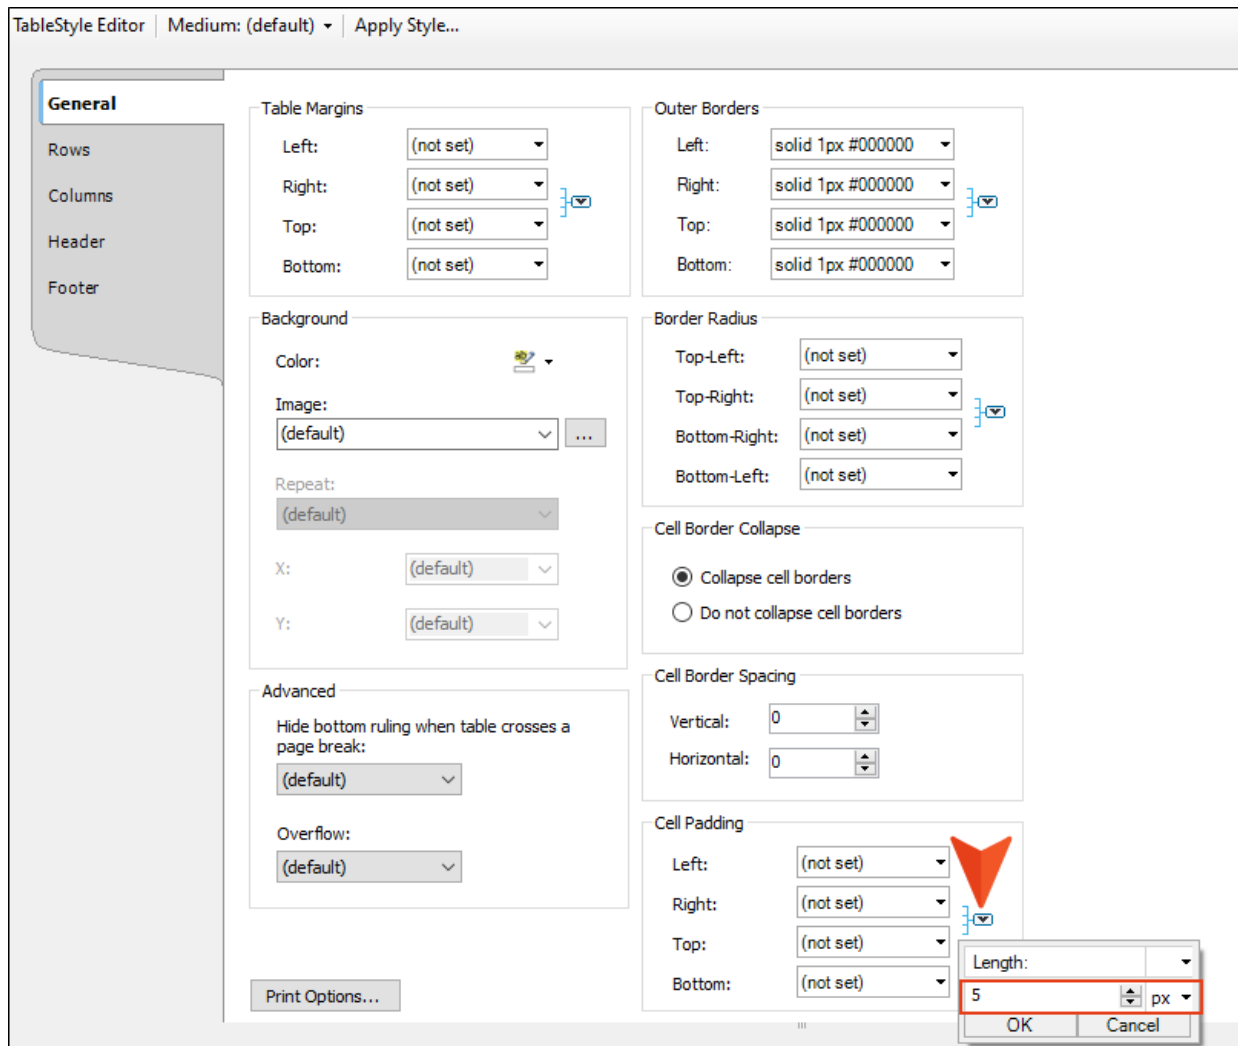 TableStyle Editor Medium: (default) Apply Style...
General
Rows
Columns
Header
Footer
Table Margins
Left: (not set)
Right: (not set)
Top: (not set)
Bottom: (not set)
Background
Color:
Image:
(default) ...
Repeat:
(default)
X: (default)
Y: (default)
Advanced
Hide bottom ruling when table crosses a
page break:
(default)
Overflow:
(default)
Print Options...
Outer Borders
Left: solid 1px #000000
Right: solid 1px #000000
Top: solid 1px #000000
Bottom: solid 1px #000000
Border Radius
Top-Left: (not set)
Top-Right: (not set)
Bottom-Right: (not set)
Bottom-Left: (not set)
Cell Border Collapse
Collapse cell borders
Do not collapse cell borders
Cell Border Spacing
Vertical: 0
Horizontal: 0
Cell Padding
Left: (not set)
Right: (not set)
Top: (not set)
Bottom: (not set)
Length:
5 px
OK Cancel